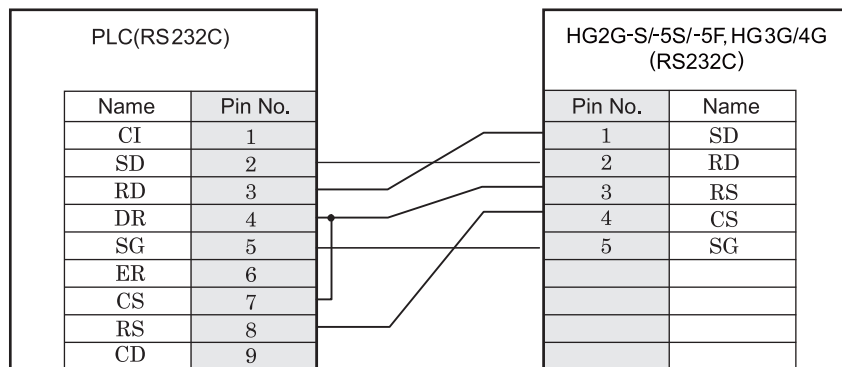 PLC(RS232C)
HG2G-S/-5S/-5F, HG3G/4G
(RS232C)
Name Pin No. Pin No. Name
CI 1 1 SD
SD 2 2 RD
RD 3 3 RS
DR 4 4 CS
SG 5 5 SG
ER 6
CS 7
RS 8
CD 9